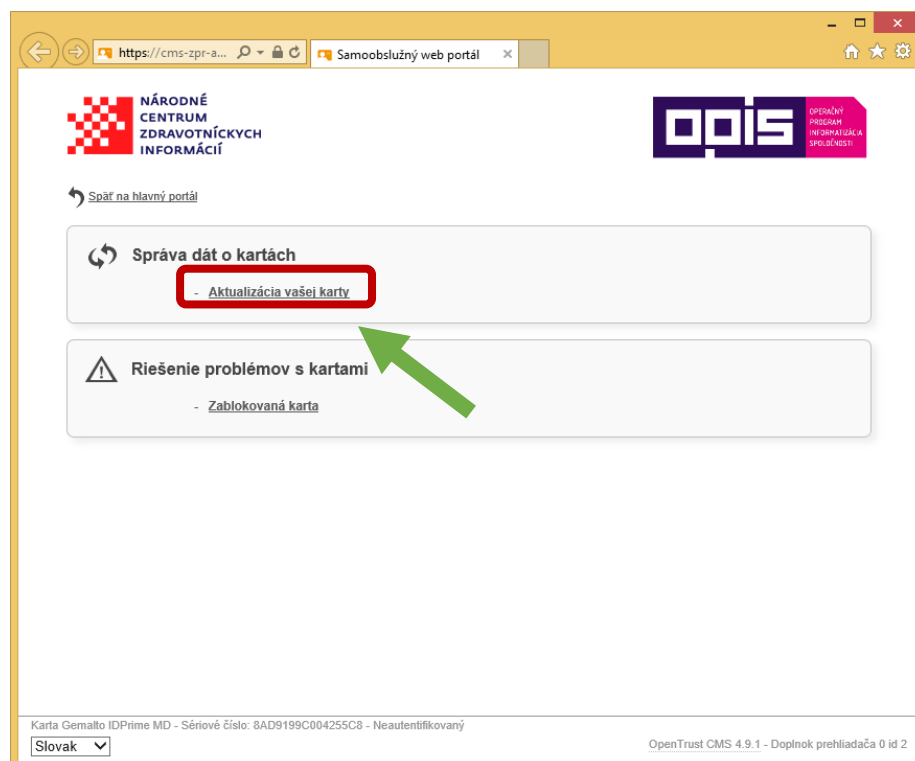 https://cms-zpr-a...
Samoobslužný web portál
NÁRODNÉ
CENTRUM
ZDRAVOTNÍCKYCH
INFORMÁCIÍ
opis
OPERAČNÝ
PROGRAM
INFORMATIZÁCIA
SPOLOČNOSTI
Späť na hlavný portál
Správa dát o kartách
- Aktualizácia vašej karty
Riešenie problémov s kartami
- Zablokovaná karta
Karta Gemalto IDPrime MD - Sériové číslo: 8AD9199C004255C8 - Neautentifikovaný
Slovak
OpenTrust CMS 4.9.1 - Doplnok prehliadača 0 id 2